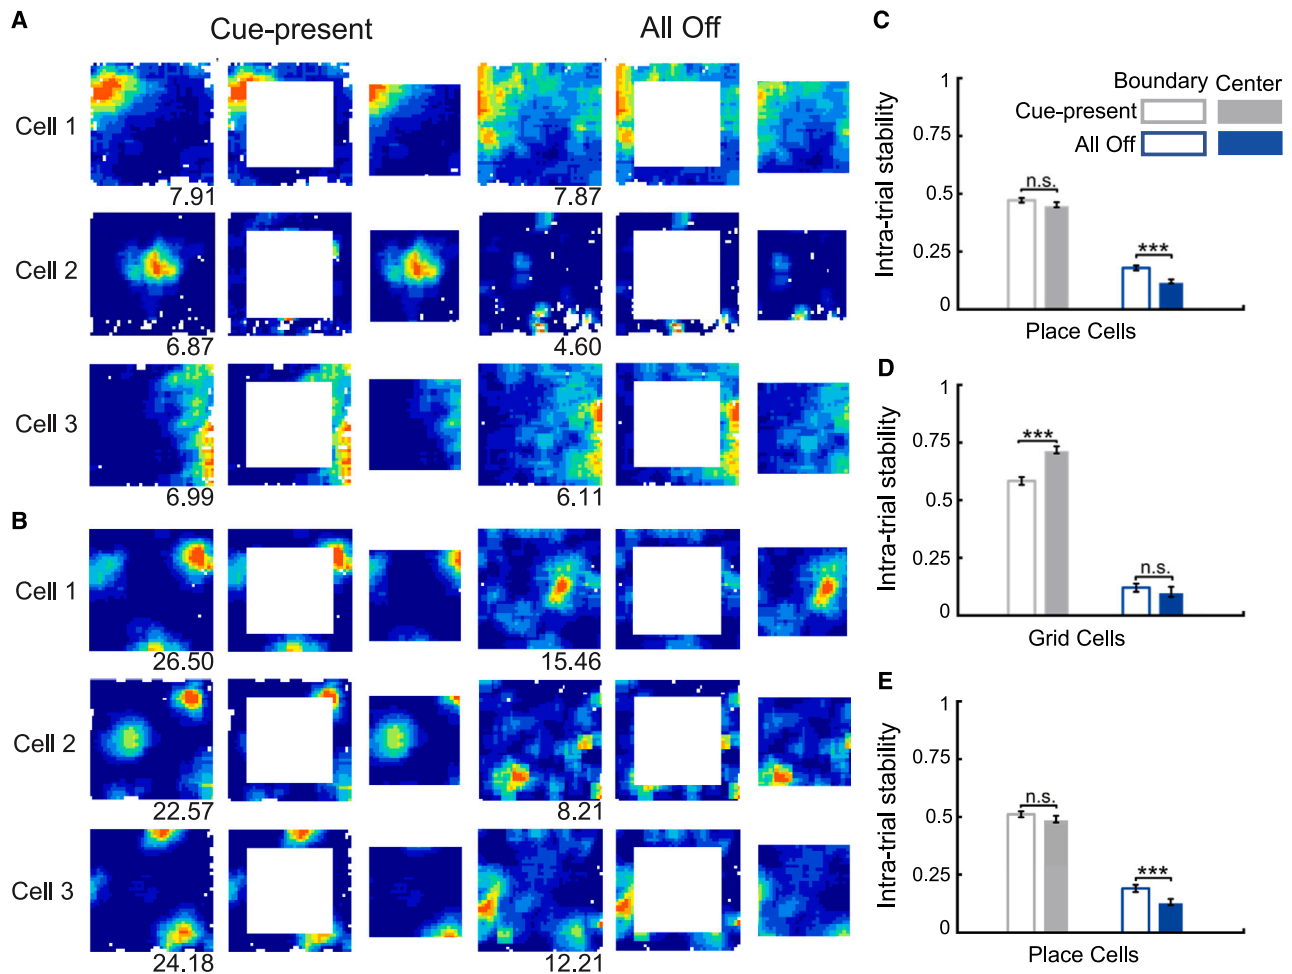 A
Cue-present
All Off
Cell 1
7.91
7.87
Cell 2
6.87
4.60
Cell 3
6.99
6.11
B
Cell 1
26.50
15.46
Cell 2
22.57
8.21
Cell 3
24.18
12.21
C
Boundary Center
Cue-present
All Off
Intra-trial stability
1
0.75
0.5
0.25
0
n.s.
***
Place Cells
D
Intra-trial stability
1
0.75
0.5
0.25
0
***
n.s.
Grid Cells
E
Intra-trial stability
1
0.75
0.5
0.25
0
n.s.
***
Place Cells